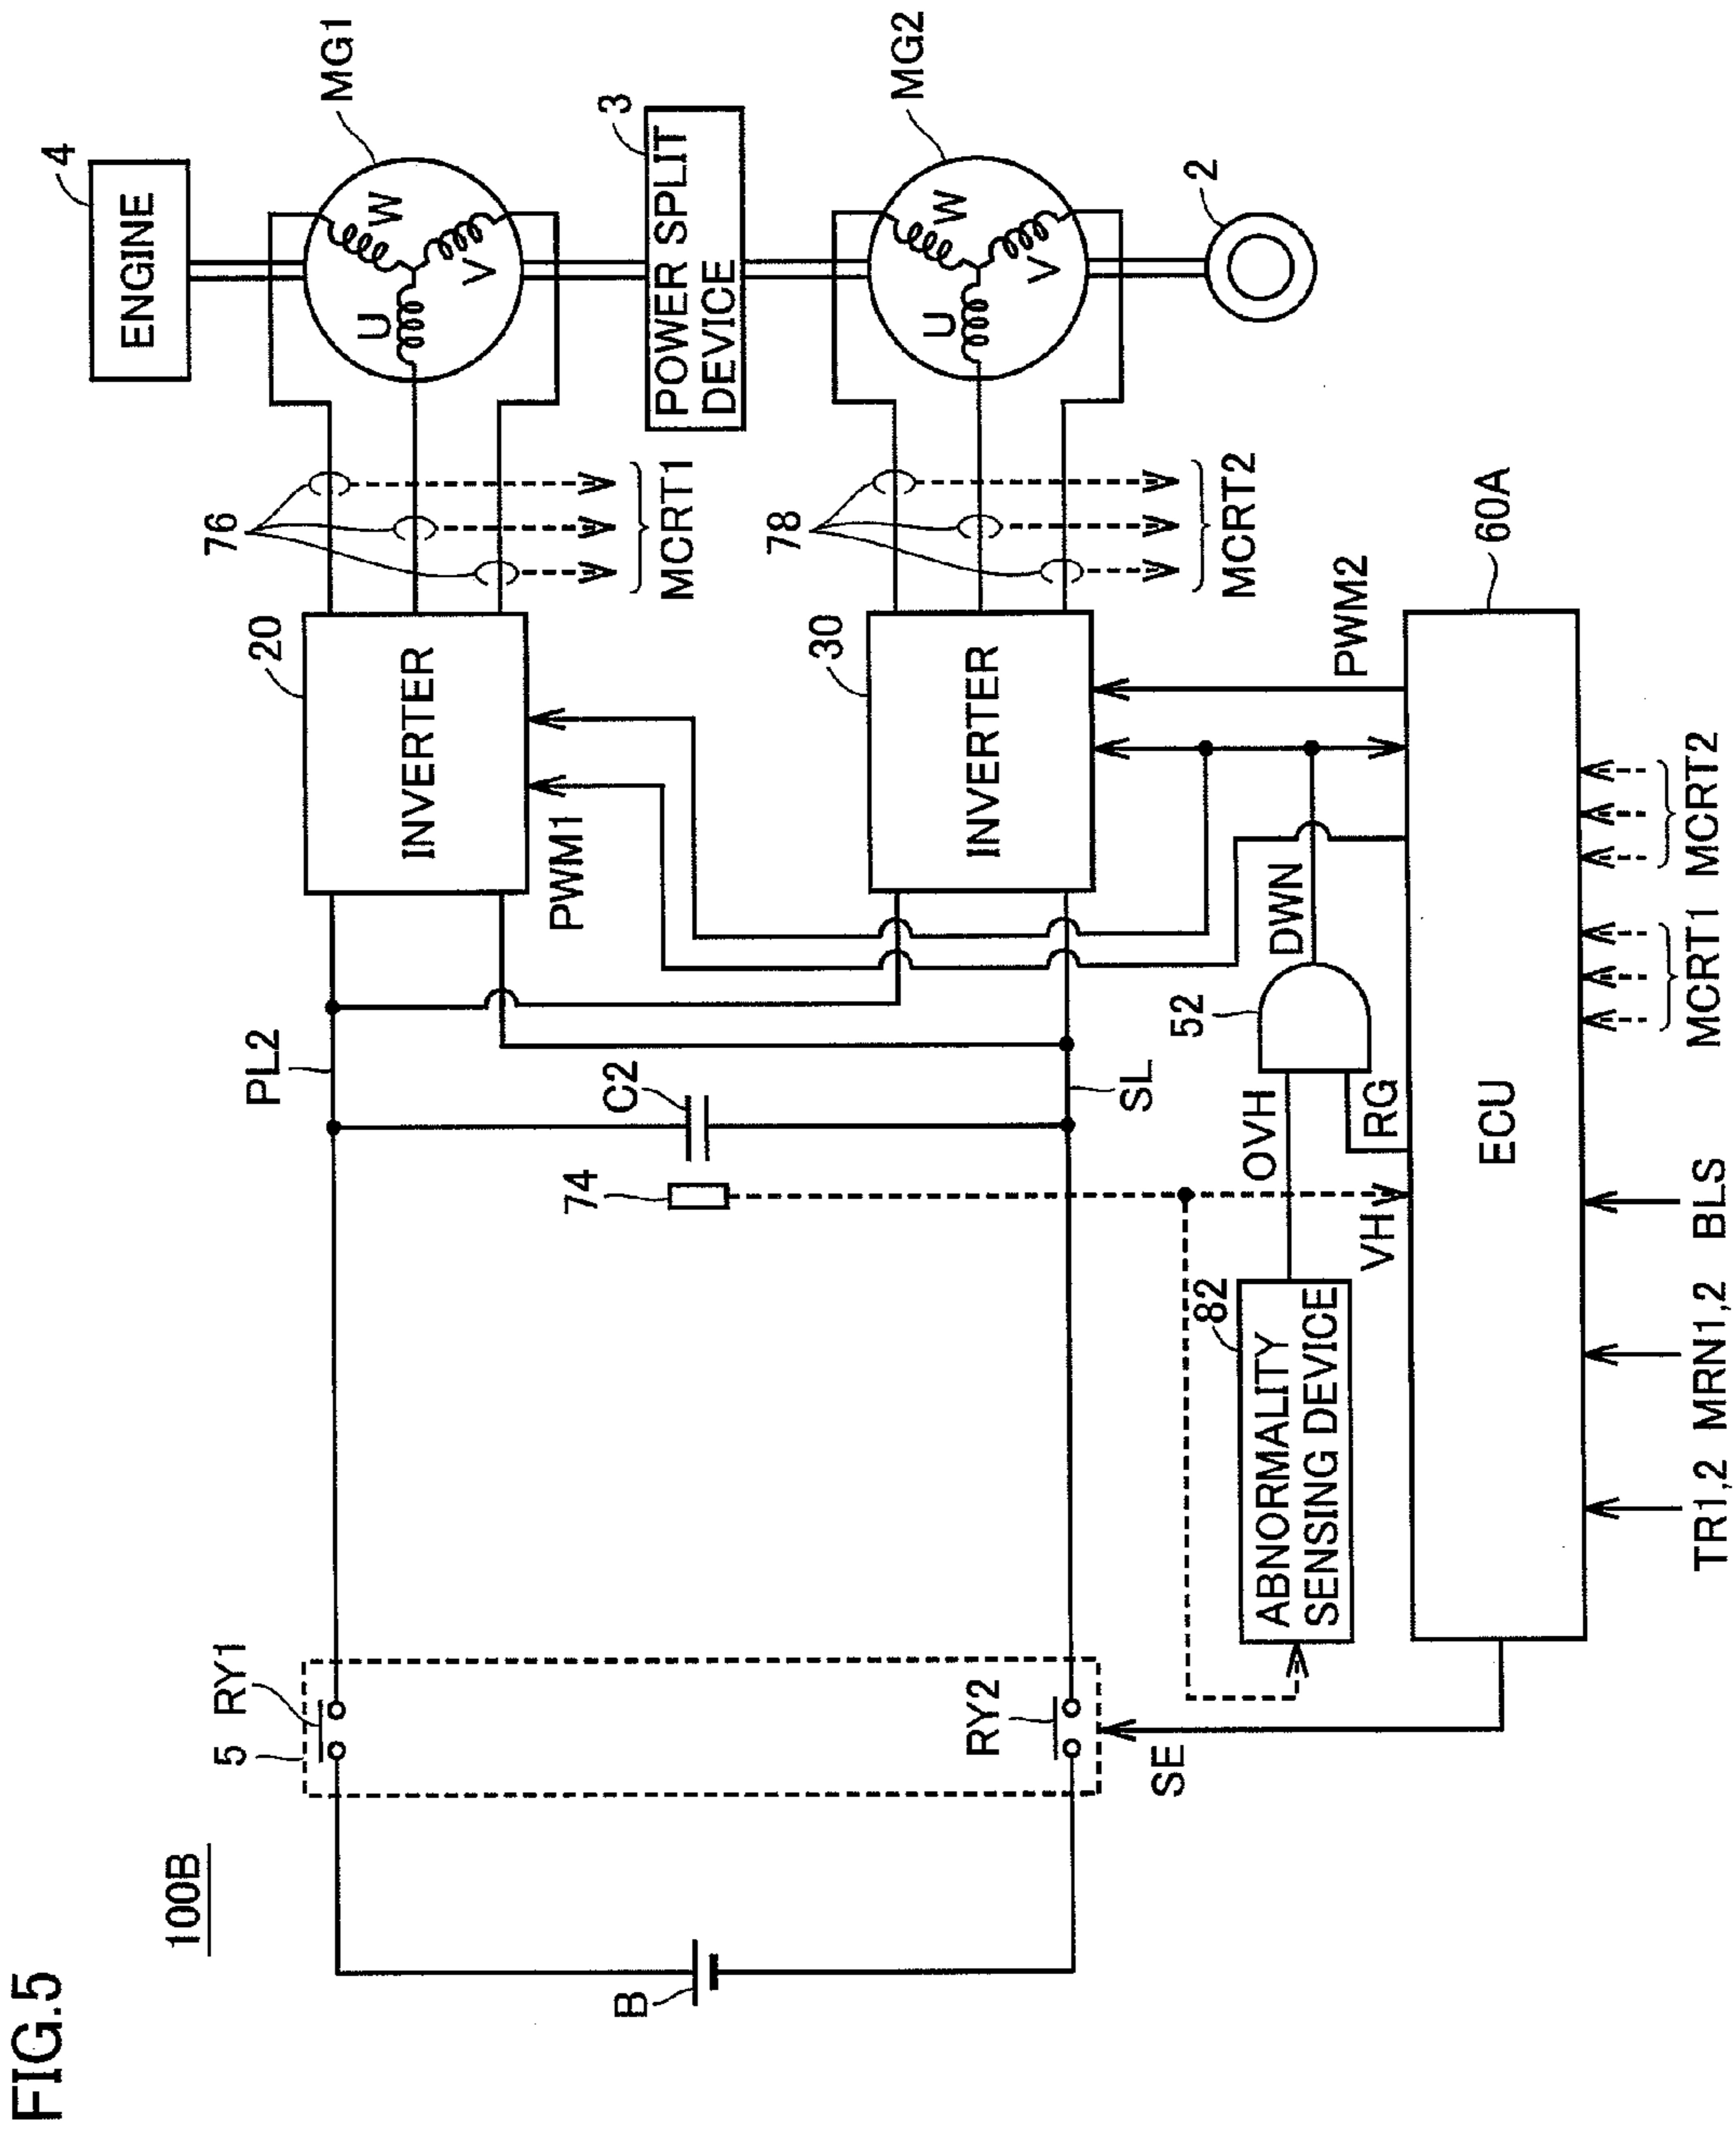 FIG.5
100B
B
5
RY1
RY2
SE
PL2
C2
74
SL
20
INVERTER
PWM1
30
INVERTER
PWM2
76
MCRT1
78
MCRT2
4
ENGINE
MG1
U
V
W
3
POWER SPLIT
DEVICE
MG2
U
V
W
2
82
ABNORMALITY
SENSING DEVICE
OVH
VH
RG
52
DWN
60A
ECU
TR1,2 MRN1,2 BLS
MCRT1 MCRT2